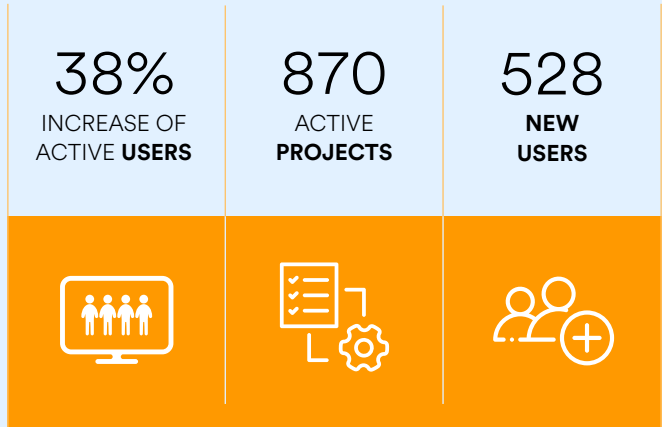 38%
INCREASE OF
ACTIVE USERS
870
ACTIVE
PROJECTS
528
NEW
USERS